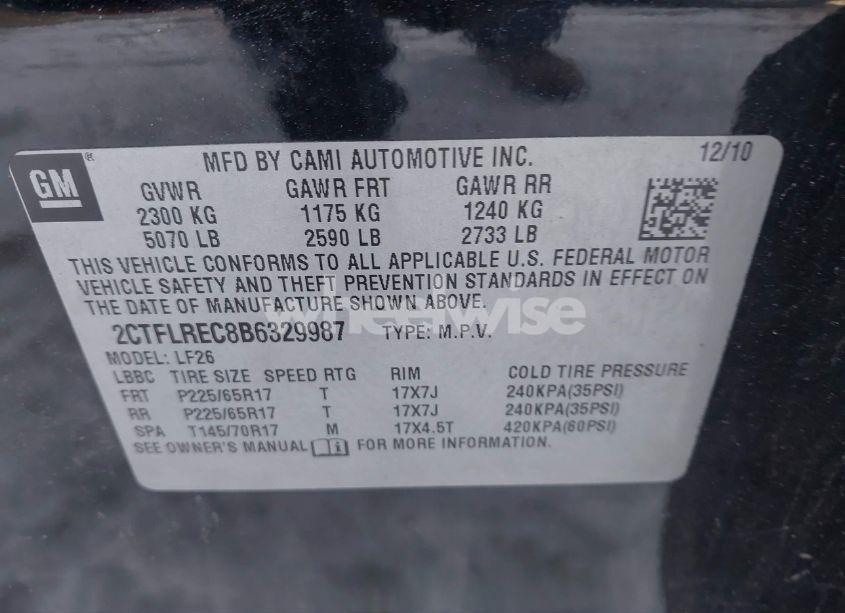 GM®
MFD BY CAMI AUTOMOTIVE INC. 12/10
GVWR GAWR FRT GAWR RR
2300 KG 1175 KG 1240 KG
5070 LB 2590 LB 2733 LB
THIS VEHICLE CONFORMS TO ALL APPLICABLE U.S. FEDERAL MOTOR
VEHICLE SAFETY AND THEFT PREVENTION STANDARDS IN EFFECT ON
THE DATE OF MANUFACTURE SHOWN ABOVE.
wheelwise
2CTFLREC8B6329987 TYPE: M.P.V.
MODEL: LF26
LBBC TIRE SIZE SPEED RTG RIM COLD TIRE PRESSURE
FRT P225/65R17 T 17X7J 240KPA(35PSI)
RR P225/65R17 T 17X7J 240KPA(35PSI)
SPA T145/70R17 M 17X4.5T 420KPA(60PSI)
SEE OWNER'S MANUAL FOR MORE INFORMATION.